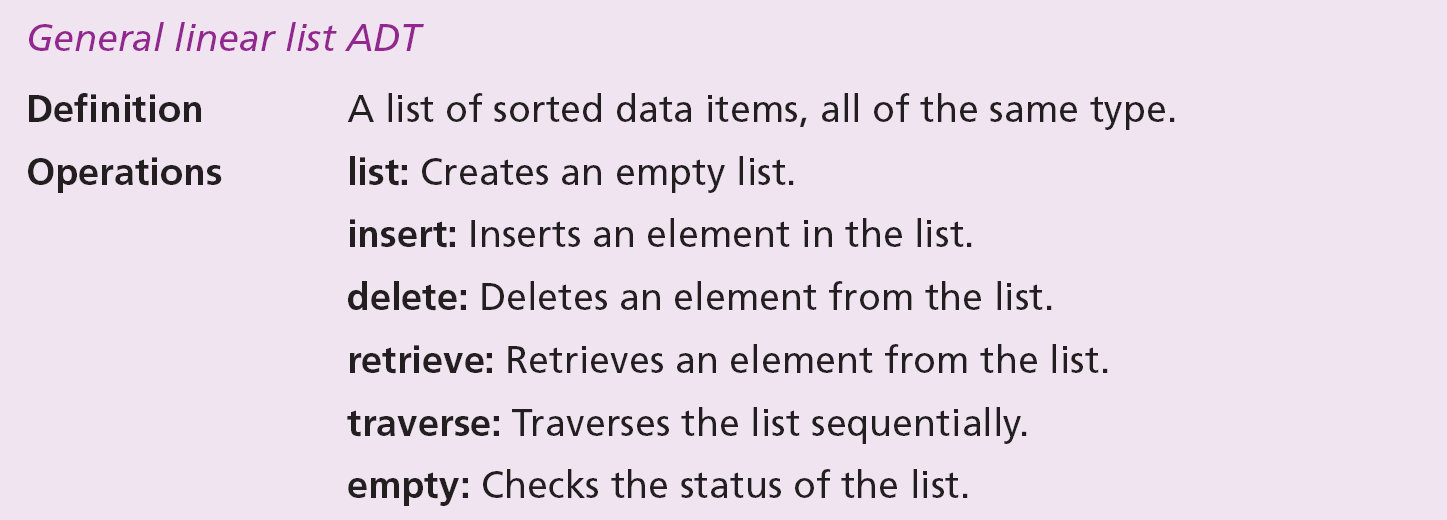 General linear list ADT
Definition A list of sorted data items, all of the same type.
Operations list: Creates an empty list.
insert: Inserts an element in the list.
delete: Deletes an element from the list.
retrieve: Retrieves an element from the list.
traverse: Traverses the list sequentially.
empty: Checks the status of the list.